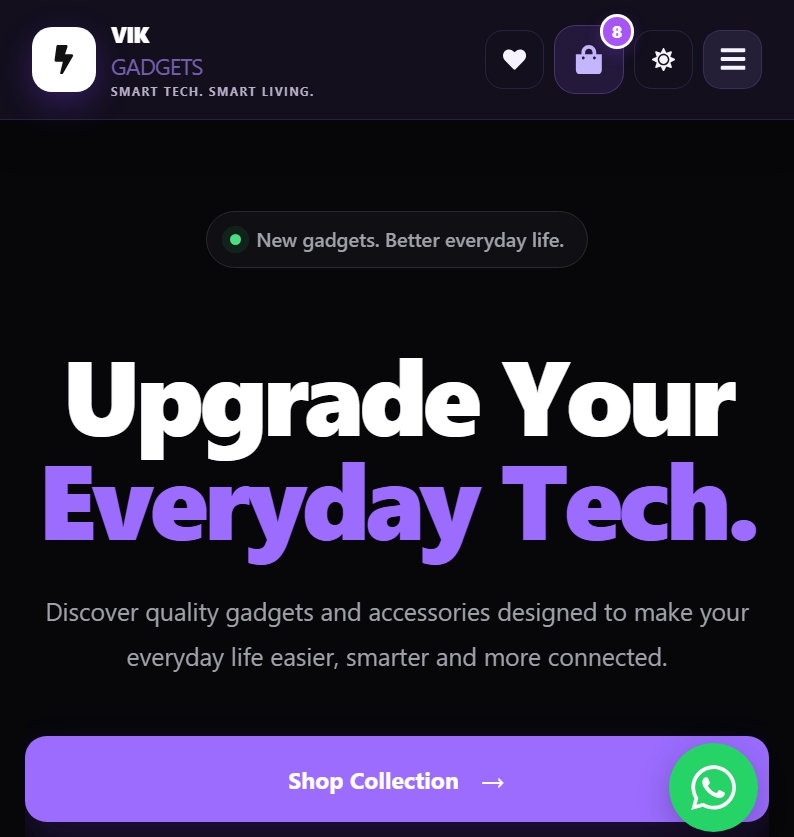 VIK
GADGETS
SMART TECH. SMART LIVING.
8
New gadgets. Better everyday life.
Upgrade Your
Everyday Tech.
Discover quality gadgets and accessories designed to make your
everyday life easier, smarter and more connected.
Shop Collection →